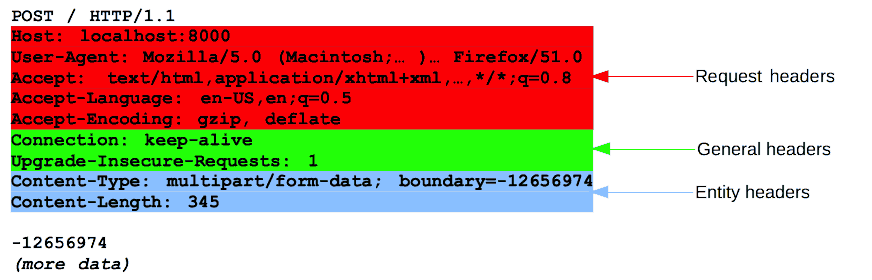 POST / HTTP/1.1
Host: localhost:8000
User-Agent: Mozilla/5.0 (Macintosh;… )… Firefox/51.0
Accept: text/html,application/xhtml+xml,…,*/*;q=0.8
Request headers
Accept-Language: en-US,en;q=0.5
Accept-Encoding: gzip, deflate
Connection: keep-alive
General headers
Upgrade-Insecure-Requests: 1
Content-Type: multipart/form-data; boundary=-12656974
Entity headers
Content-Length: 345
-12656974
(more data)